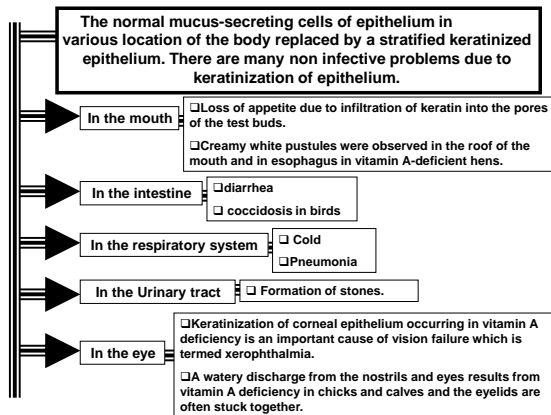 The normal mucus-secreting cells of epithelium in
various location of the body replaced by a stratified keratinized
epithelium. There are many non infective problems due to
keratinization of epithelium.
In the mouth
❑Loss of appetite due to infiltration of keratin into the pores
of the test buds.
❑Creamy white pustules were observed in the roof of the
mouth and in esophagus in vitamin A-deficient hens.
In the intestine
❑diarrhea
❑ coccidosis in birds
In the respiratory system
❑ Cold
❑Pneumonia
In the Urinary tract
❑ Formation of stones.
In the eye
❑Keratinization of corneal epithelium occurring in vitamin A
deficiency is an important cause of vision failure which is
termed xerophthalmia.
❑A watery discharge from the nostrils and eyes results from
vitamin A deficiency in chicks and calves and the eyelids are
often stuck together.